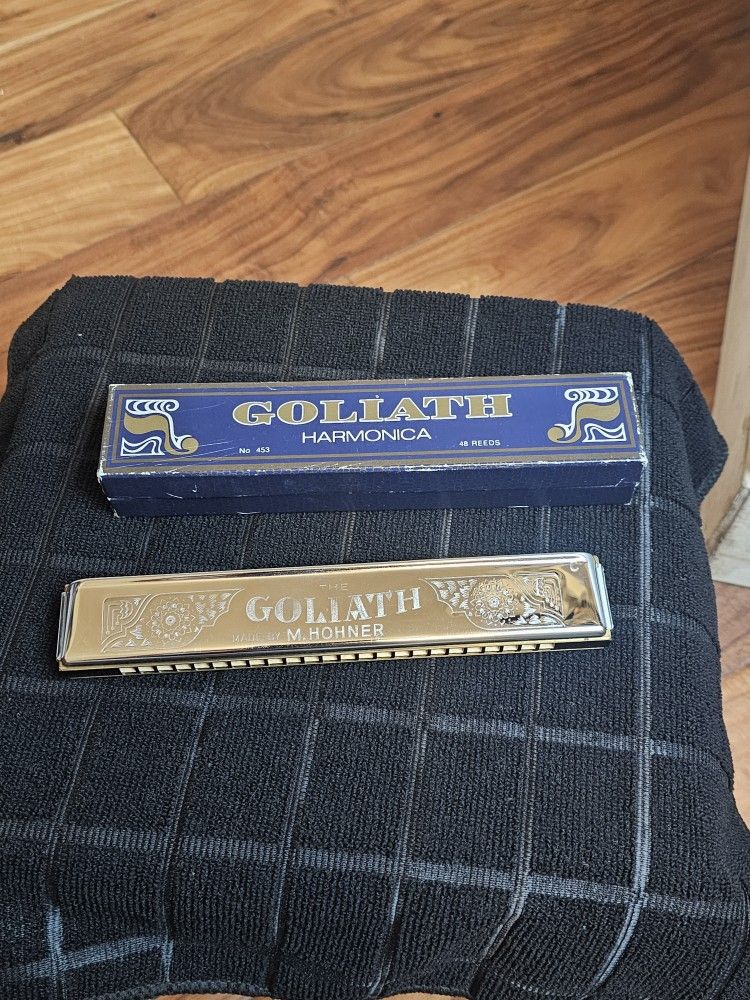 GOLIATH
HARMONICA
No 453 48 REEDS
THE
GOLIATH
MADE BY M. HOHNER
C